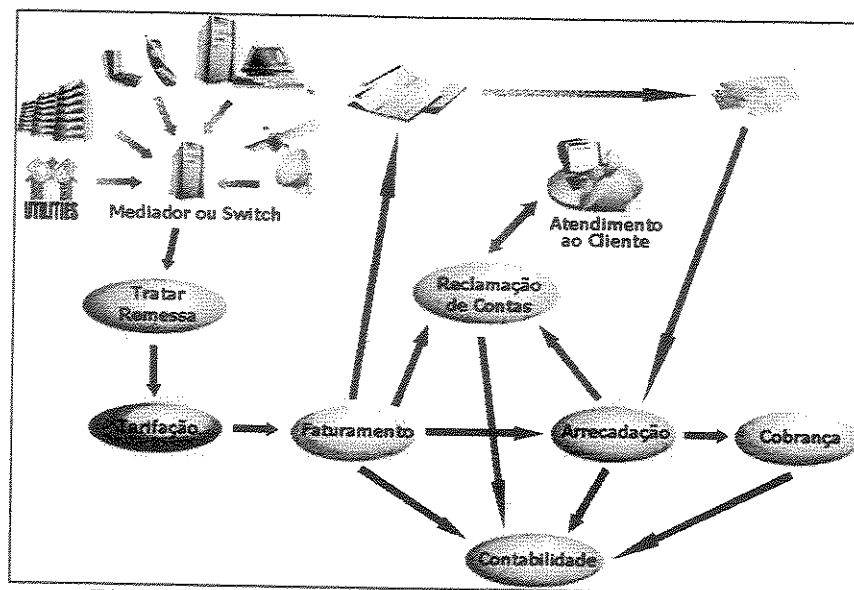 UTILITIES
Mediador ou Switch
Atendimento
ao Cliente
Tratar
Remessa
Reclamação
de Contas
Tarifação
Faturamento
Arrecadação
Cobrança
Contabilidade